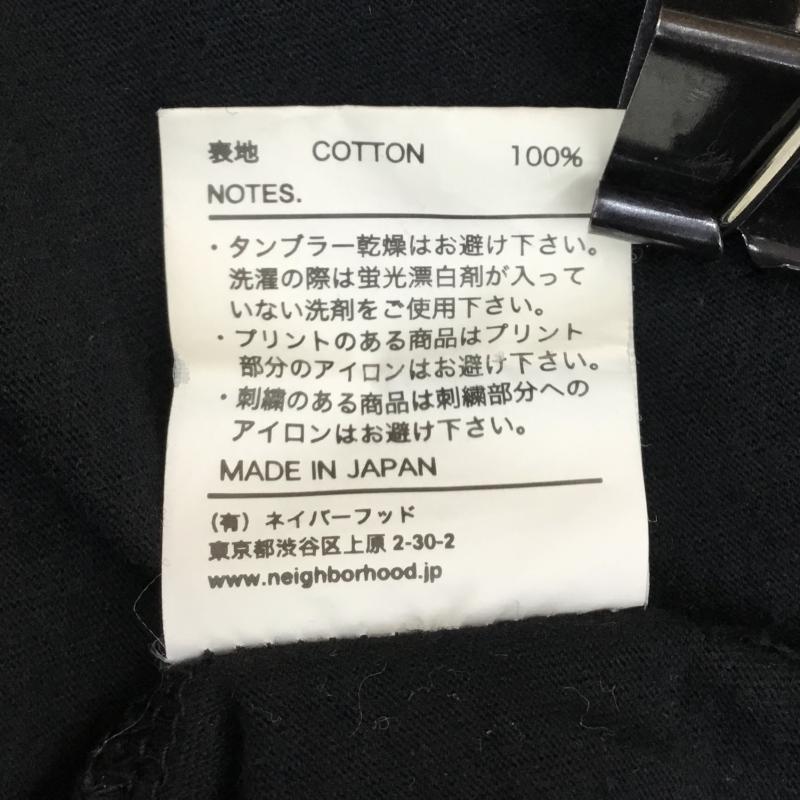 表地 COTTON 100%
NOTES.
・タンブラー乾燥はお避け下さい。
洗濯の際は蛍光漂白剤が入って
いない洗剤をご使用下さい。
・プリントのある商品はプリント
部分のアイロンはお避け下さい。
・刺繍のある商品は刺繍部分への
アイロンはお避け下さい。
MADE IN JAPAN
(有) ネイバーフッド
東京都渋谷区上原 2-30-2
www.neighborhood.jp